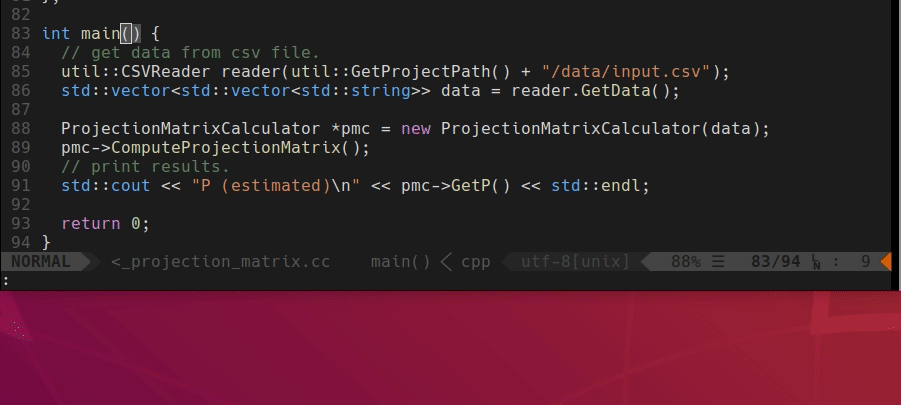 82
83 int main() {
84   // get data from csv file.
85   util::CSVReader reader(util::GetProjectPath() + "/data/input.csv");
86   std::vector<std::vector<std::string>> data = reader.GetData();
87
88   ProjectionMatrixCalculator *pmc = new ProjectionMatrixCalculator(data);
89   pmc->ComputeProjectionMatrix();
90   // print results.
91   std::cout << "P (estimated)\n" << pmc->GetP() << std::endl;
92
93   return 0;
94 }
NORMAL <_projection_matrix.cc main() cpp utf-8[unix] 88% ☰ 83/94 LN : 9
: